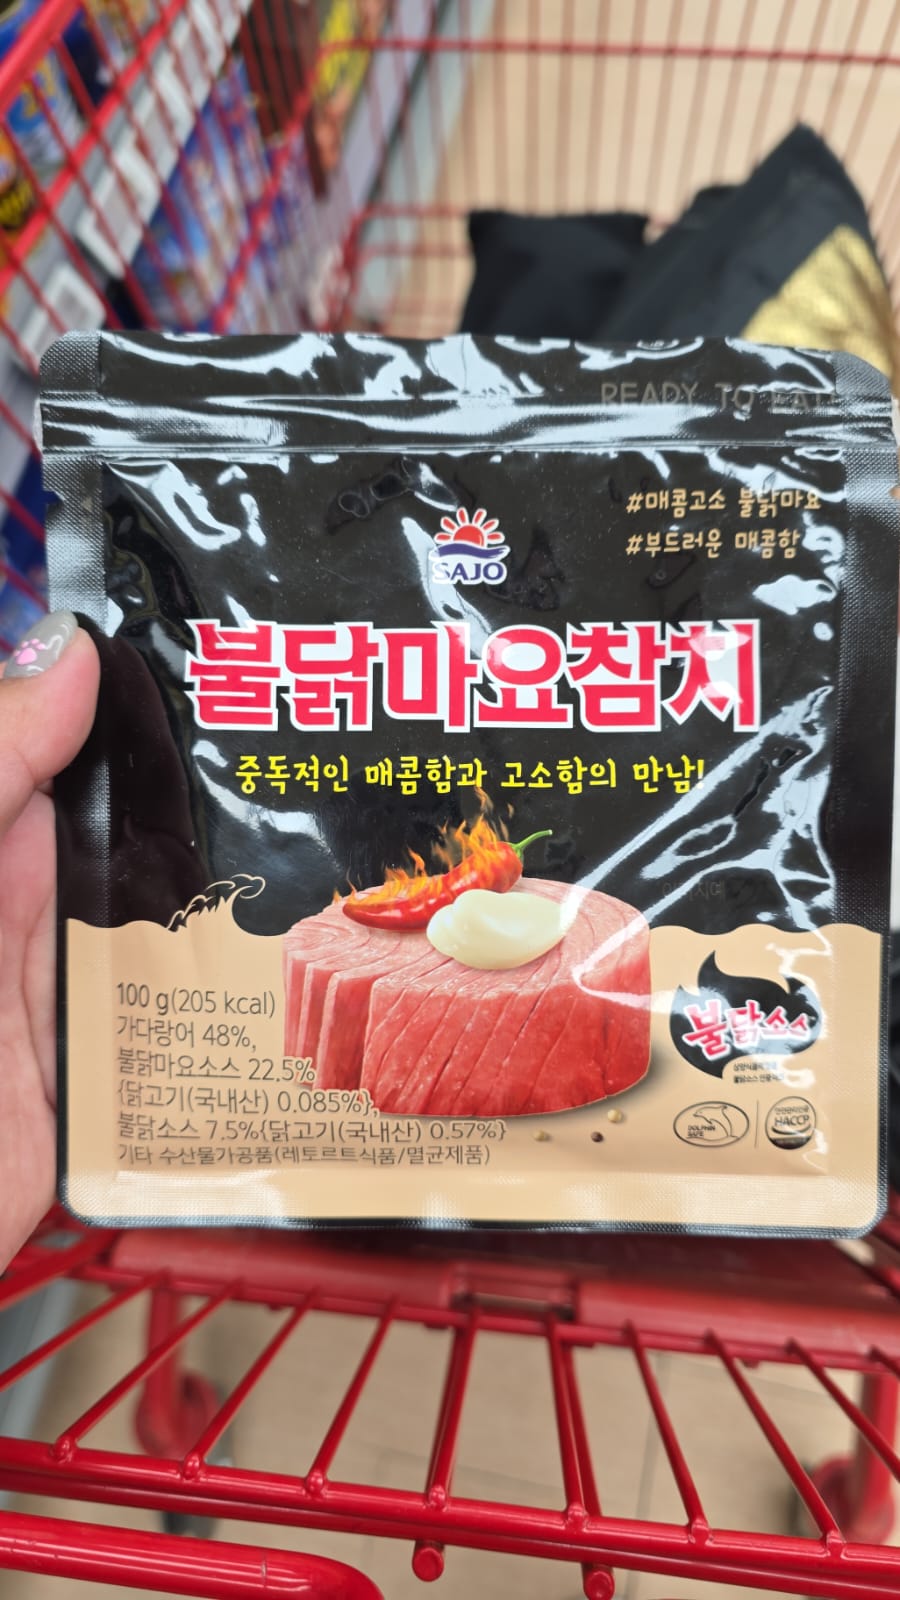 READY TO EAT
#매콤고소 불닭마요
#부드러운 매콤함
SAJO
불닭마요참치
중독적인 매콤함과 고소함의 만남!
100 g(205 kcal)
가다랑어 48%,
불닭마요소스 22.5%
{닭고기(국내산) 0.085%},
불닭소스 7.5%{닭고기(국내산) 0.57%}
기타 수산물가공품(레토르트식품/멸균제품)
불닭소스
DOLPHIN
SAFE
HACCP